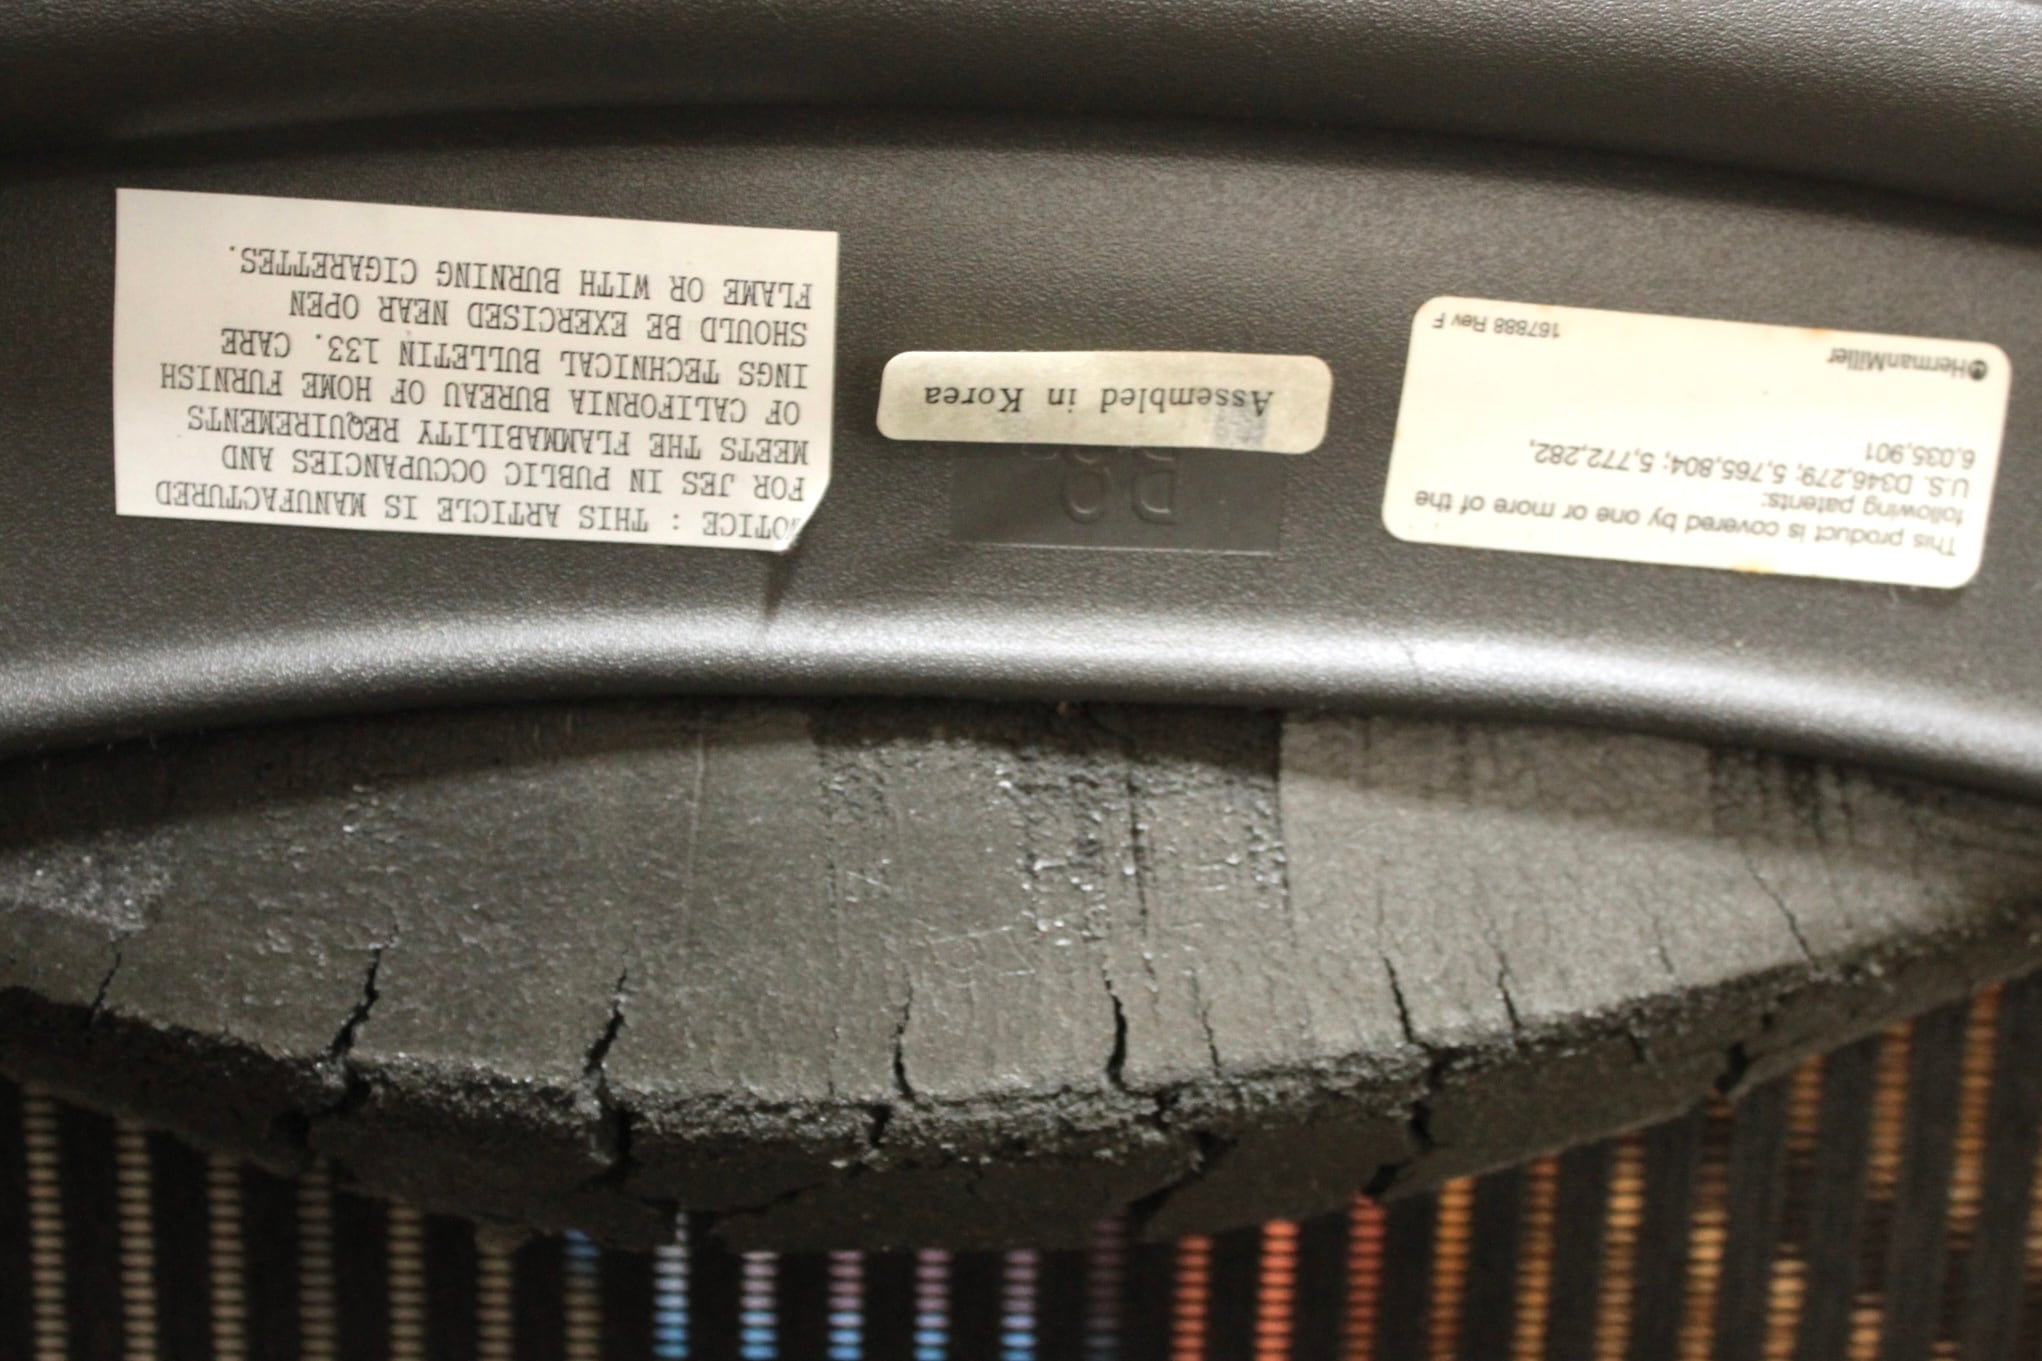 This product is covered by one or more of the
following patents:
U.S. D346,279; 5,765,804; 5,772,282,
6,035,901
HermanMiller
167888 Rev F
Assembled in Korea
OTICE : THIS ARTICLE IS MANUFACTURED
FOR JES IN PUBLIC OCCUPANCIES AND
MEETS THE FLAMMABILITY REQUIREMENTS
OF CALIFORNIA BUREAU OF HOME FURNISH
INGS TECHNICAL BULLETIN 133. CARE
SHOULD BE EXERCISED NEAR OPEN
FLAME OR WITH BURNING CIGARETTES.